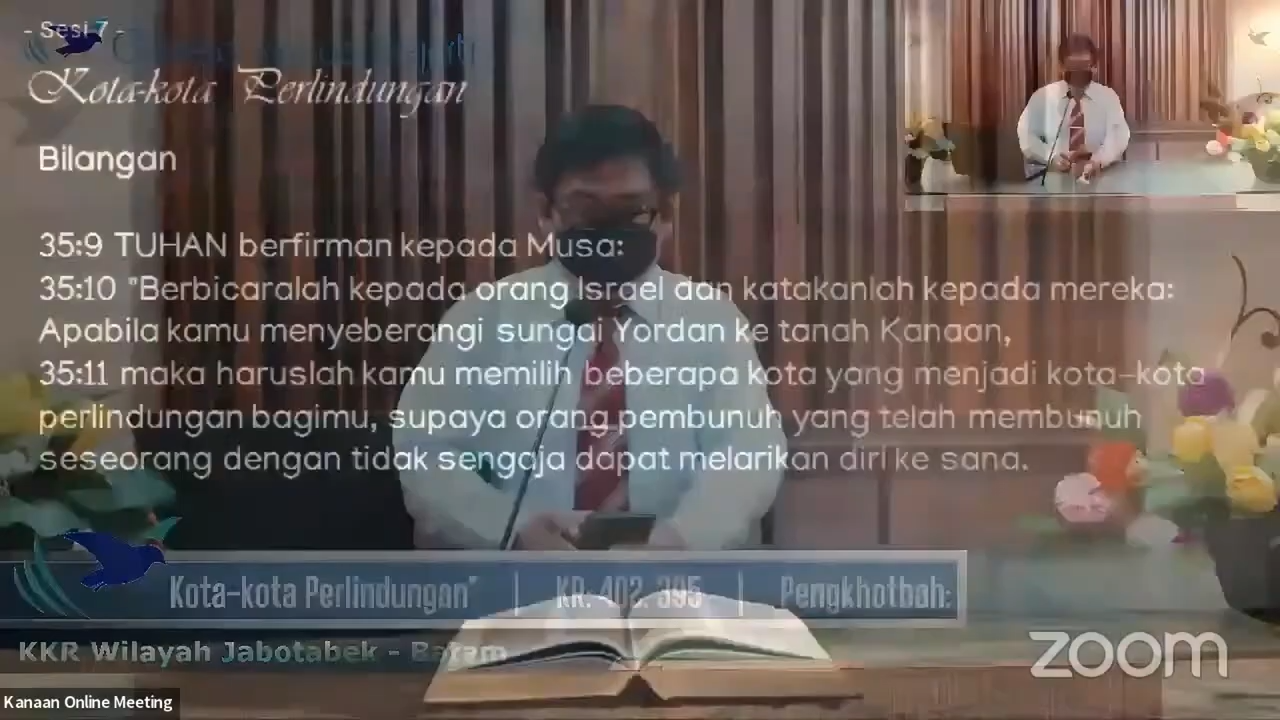 - Sesi 7 -
Kota-kota Perlindungan
Bilangan
35:9 TUHAN berfirman kepada Musa:
35:10 "Berbicaralah kepada orang Israel dan katakanlah kepada mereka:
Apabila kamu menyeberangi sungai Yordan ke tanah Kanaan,
35:11 maka haruslah kamu memilih beberapa kota yang menjadi kota-kota
perlindungan bagimu, supaya orang pembunuh yang telah membunuh
seseorang dengan tidak sengaja dapat melarikan diri ke sana.
Kota-kota Perlindungan" | KR: 402, 395 | Pengkhotbah:
KKR Wilayah Jabotabek - Batam
zoom
Kanaan Online Meeting